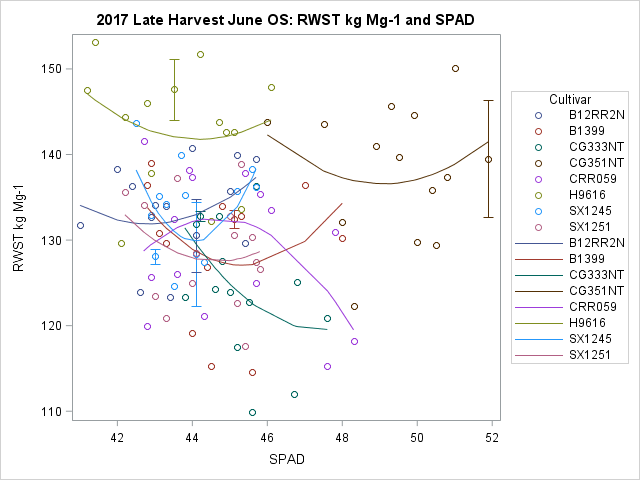 2017 Late Harvest June OS: RWST kg Mg-1 and SPAD
RWST kg Mg-1
150
140
130
120
110
42
44
46
48
50
52
SPAD
Cultivar
B12RR2N
B1399
CG333NT
CG351NT
CRR059
H9616
SX1245
SX1251
B12RR2N
B1399
CG333NT
CG351NT
CRR059
H9616
SX1245
SX1251